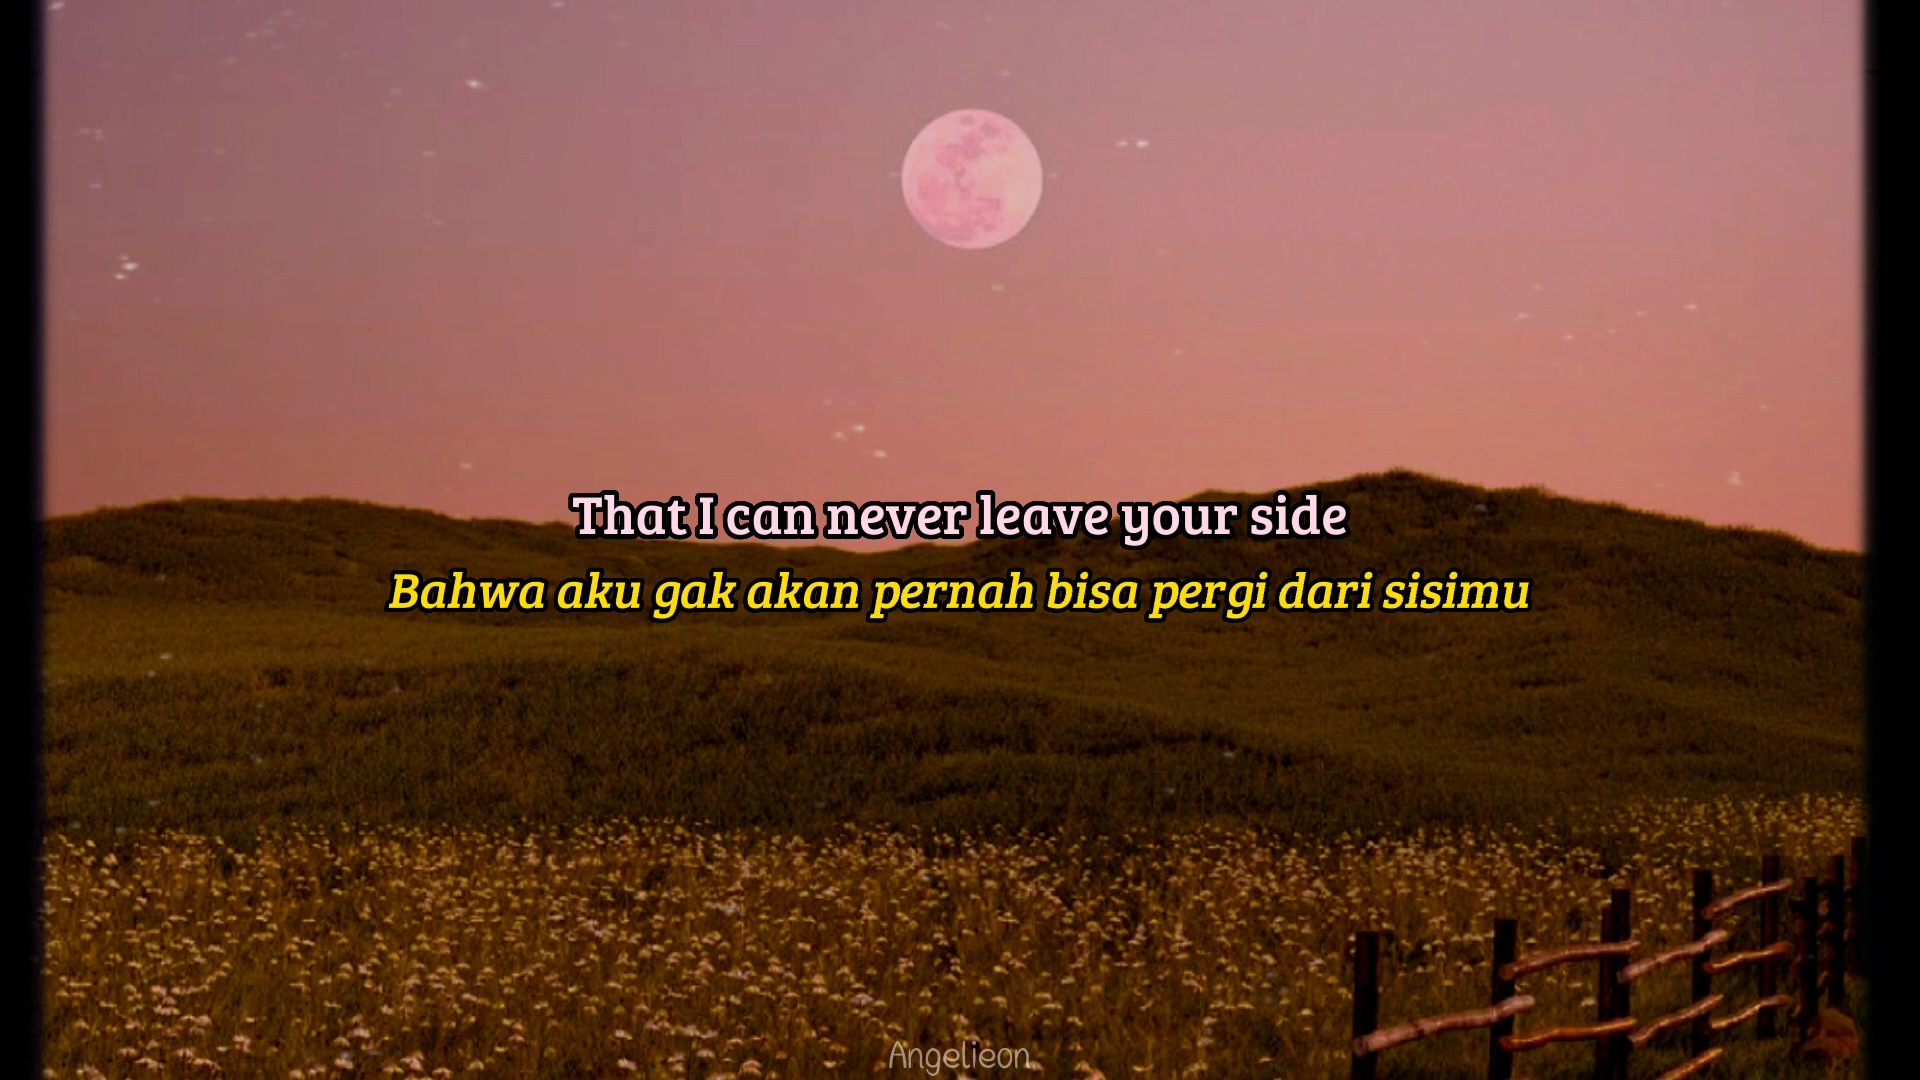 That I can never leave your side
Bahwa aku gak akan pernah bisa pergi dari sisimu
Angelieon